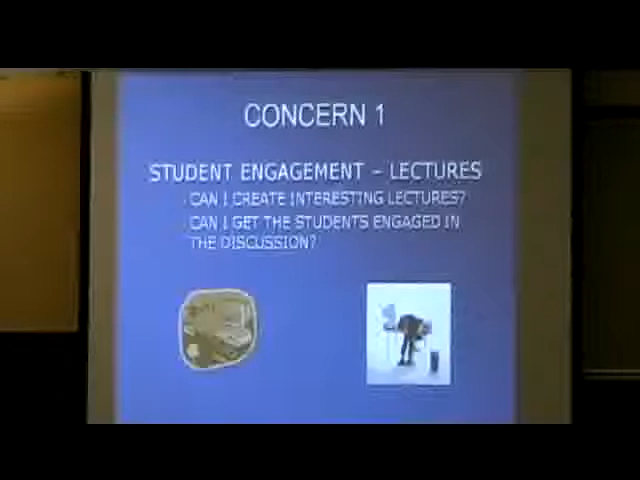 CONCERN 1
STUDENT ENGAGEMENT – LECTURES
CAN I CREATE INTERESTING LECTURES?
CAN I GET THE STUDENTS ENGAGED IN
THE DISCUSSION?